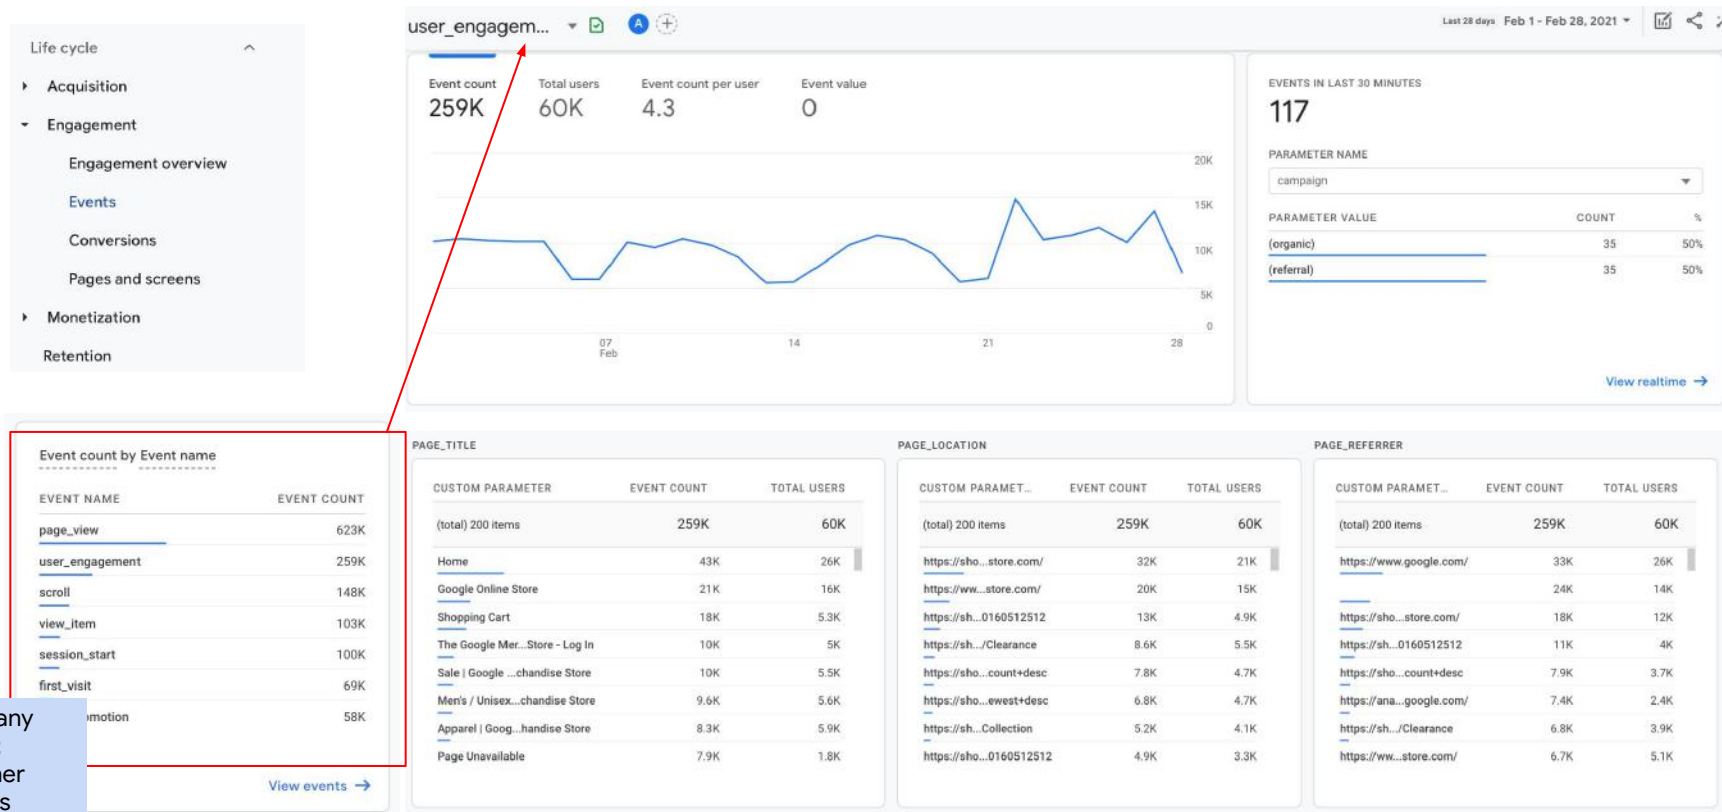 Life cycle
Acquisition
Engagement
Engagement overview
Events
Conversions
Pages and screens
Monetization
Retention
user_engagem...
A
Last 28 days Feb 1 - Feb 28, 2021
Event count
259K
Total users
60K
Event count per user
4.3
Event value
0
20K
15K
10K
5K
0
07
Feb
14
21
28
EVENTS IN LAST 30 MINUTES
117
PARAMETER NAME
campaign
PARAMETER VALUE COUNT %
(organic) 35 50%
(referral) 35 50%
View realtime
Event count by Event name
EVENT NAME EVENT COUNT
page_view 623K
user_engagement 259K
scroll 148K
view_item 103K
session_start 100K
first_visit 69K
omotion 58K
View events
any
her
s
PAGE_TITLE
CUSTOM PARAMETER EVENT COUNT TOTAL USERS
(total) 200 items 259K 60K
Home 43K 26K
Google Online Store 21K 16K
Shopping Cart 18K 5.3K
The Google Mer...Store - Log In 10K 5K
Sale | Google ...chandise Store 10K 5.5K
Men's / Unisex...chandise Store 9.6K 5.6K
Apparel | Goog...handise Store 8.3K 5.9K
Page Unavailable 7.9K 1.8K
PAGE_LOCATION
CUSTOM PARAMET... EVENT COUNT TOTAL USERS
(total) 200 items 259K 60K
https://sho...store.com/ 32K 21K
https://ww...store.com/ 20K 15K
https://sh...0160512512 13K 4.9K
https://sh.../Clearance 8.6K 5.5K
https://sho...count+desc 7.8K 4.7K
https://sho...ewest+desc 6.8K 4.7K
https://sh...Collection 5.2K 4.1K
https://sho...0160512512 4.9K 3.3K
PAGE_REFERRER
CUSTOM PARAMET... EVENT COUNT TOTAL USERS
(total) 200 items 259K 60K
https://www.google.com/ 33K 26K
24K 14K
https://sho...store.com/ 18K 12K
https://sh...0160512512 11K 4K
https://sho...count+desc 7.9K 3.7K
https://ana...google.com/ 7.4K 2.4K
https://sh.../Clearance 6.8K 3.9K
https://ww...store.com/ 6.7K 5.1K